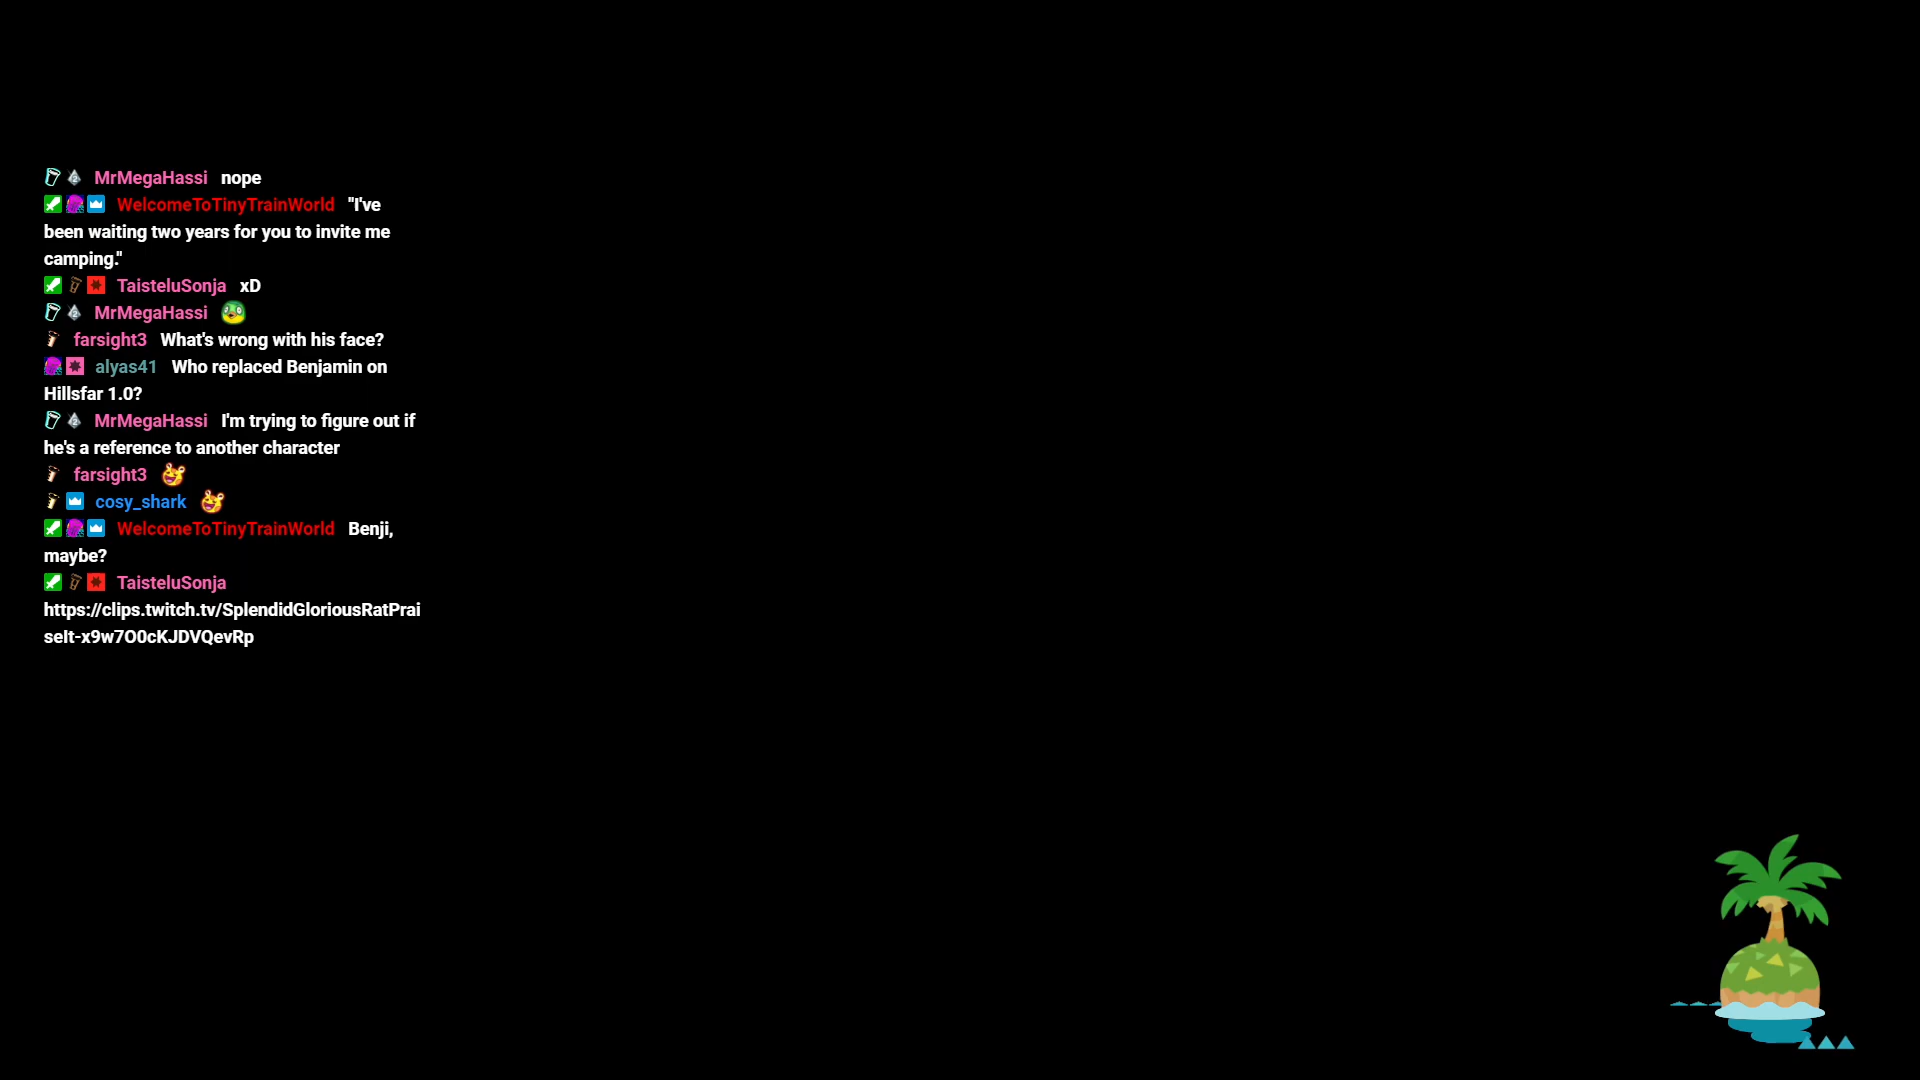 MrMegaHassi nope
WelcomeToTinyTrainWorld "I've
been waiting two years for you to invite me
camping."
TaisteluSonja xD
MrMegaHassi
farsight3 What's wrong with his face?
alyas41 Who replaced Benjamin on
Hillsfar 1.0?
MrMegaHassi I'm trying to figure out if
he's a reference to another character
farsight3
cosy_shark
WelcomeToTinyTrainWorld Benji,
maybe?
TaisteluSonja
https://clips.twitch.tv/SplendidGloriousRatPrai
seIt-x9w7O0cKJDVQevRp